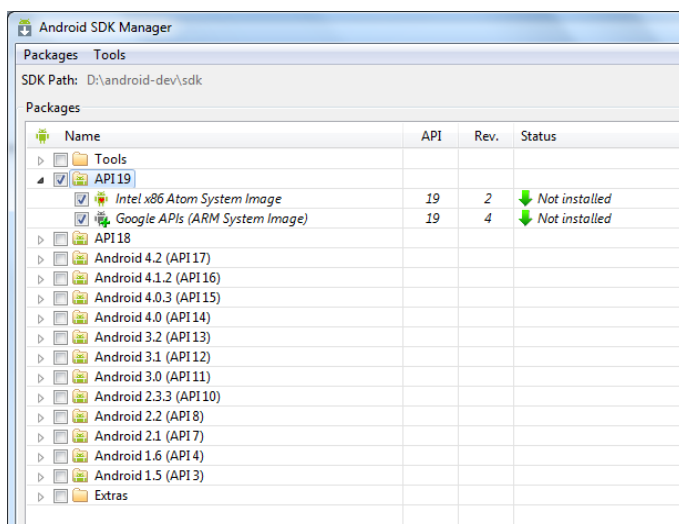 Android SDK Manager
Packages Tools
SDK Path: D:\android-dev\sdk
Packages
Name API Rev. Status
Tools
API 19
Intel x86 Atom System Image 19 2 Not installed
Google APIs (ARM System Image) 19 4 Not installed
API 18
Android 4.2 (API 17)
Android 4.1.2 (API 16)
Android 4.0.3 (API 15)
Android 4.0 (API 14)
Android 3.2 (API 13)
Android 3.1 (API 12)
Android 3.0 (API 11)
Android 2.3.3 (API 10)
Android 2.2 (API 8)
Android 2.1 (API 7)
Android 1.6 (API 4)
Android 1.5 (API 3)
Extras